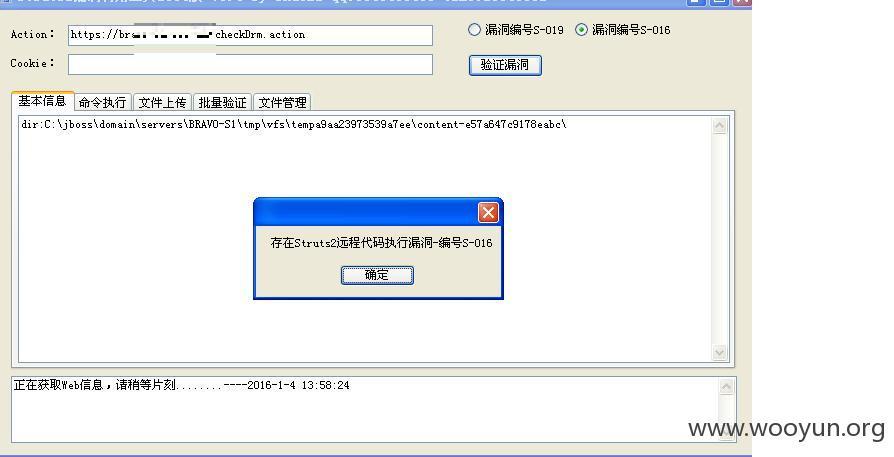 Action： https://bra checkDrm.action
漏洞编号S-019 漏洞编号S-016
Cookie：
验证漏洞
基本信息 命令执行 文件上传 批量验证 文件管理
dir:C:\jboss\domain\servers\BRAVO-S1\tmp\vfs\tempa9aa23973539a7ee\content-e57a647c9178eabc\
存在Struts2远程代码执行漏洞-编号S-016
确定
正在获取Web信息，请稍等片刻........----2016-1-4 13:58:24
www.wooyun.org